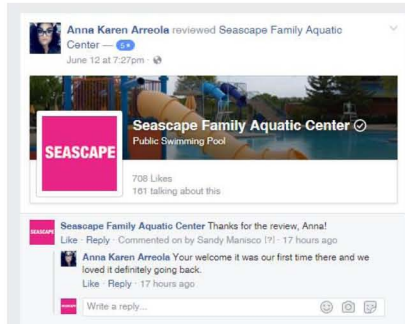 Anna Karen Arreola reviewed Seascape Family Aquatic
Center — 5★
June 12 at 7:27pm ·
Seascape Family Aquatic Center
Public Swimming Pool
SEASCAPE
708 Likes
161 talking about this
SEASCAPE
Seascape Family Aquatic Center Thanks for the review, Anna!
Like · Reply · Commented on by Sandy Manisco [?] · 17 hours ago
Anna Karen Arreola Your welcome it was our first time there and we
loved it definitely going back.
Like · Reply · 17 hours ago
SEASCAPE
Write a reply...